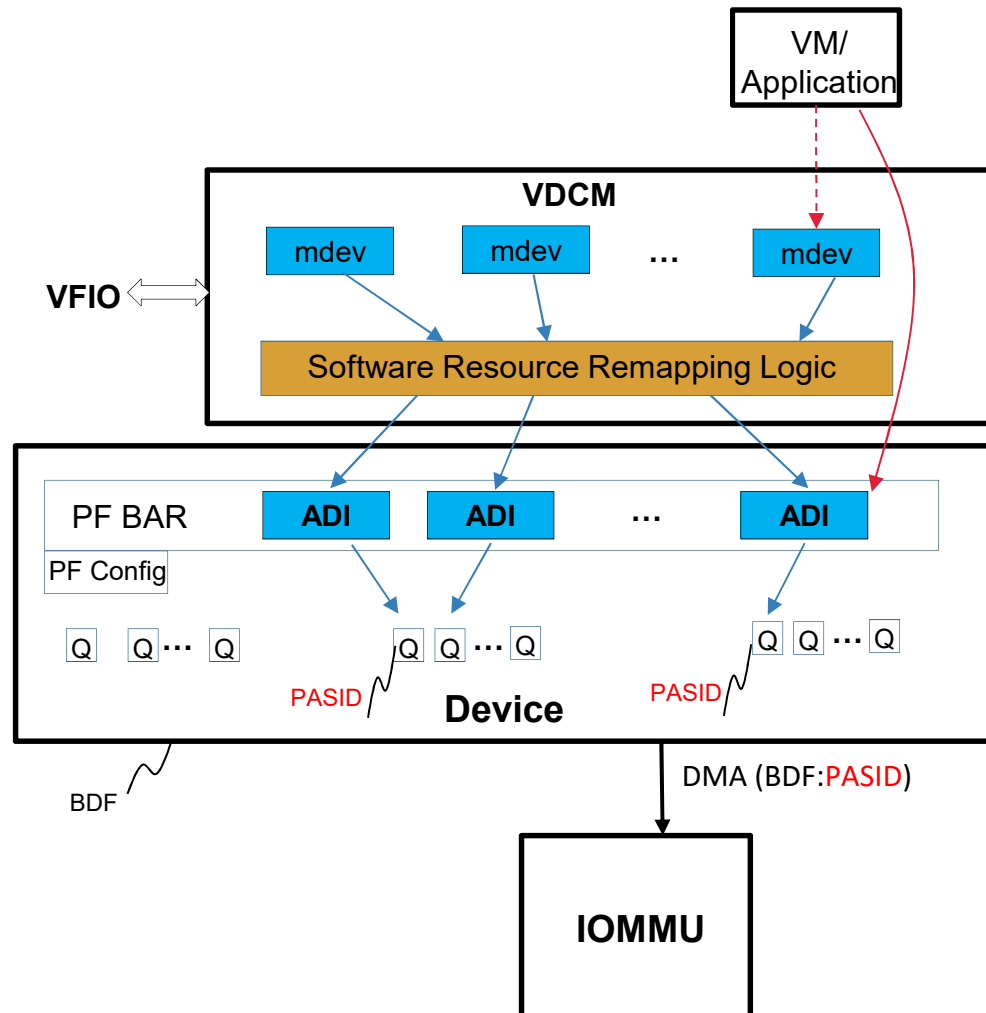 VM/
Application
VDCM
mdev
mdev
...
mdev
VFIO
Software Resource Remapping Logic
PF BAR
ADI
ADI
...
ADI
PF Config
Q
Q
...
Q
Q
Q
...
Q
Q
Q
...
Q
PASID
PASID
Device
BDF
DMA (BDF:PASID)
IOMMU